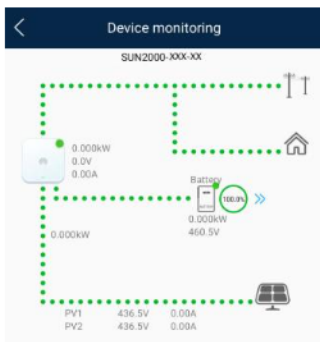 Device monitoring
SUN2000-XXX-XX
0.000kW
0.0V
0.00A
Battery
100.0%
0.000kW
460.5V
0.000kW
PV1 436.5V 0.00A
PV2 436.5V 0.00A